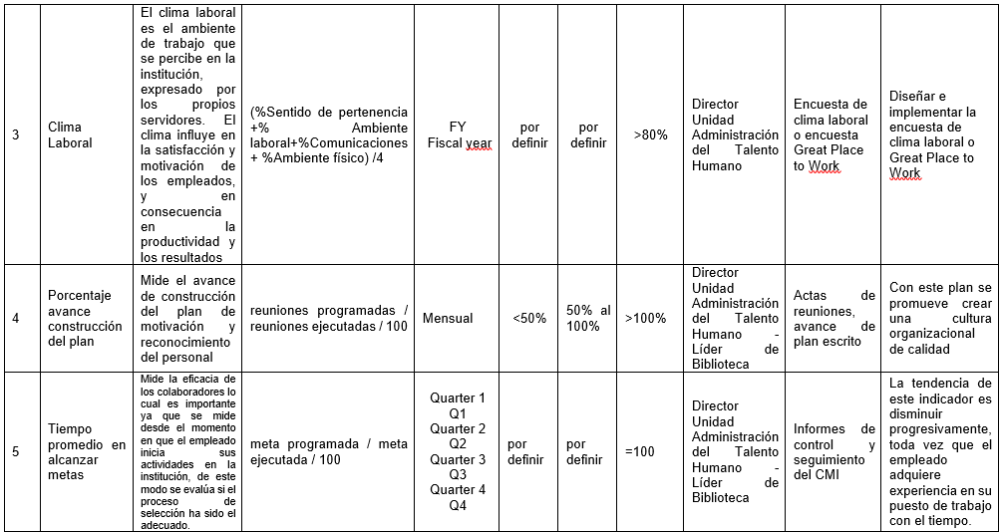 3
Clima
Laboral
El clima laboral
es el ambiente
de trabajo que
se percibe en la
institución,
expresado por
los propios
servidores. El
clima influye en
la satisfacción y
motivación de
los empleados,
y en
consecuencia
en la
productividad y
los resultados
(%Sentido de pertenencia
+% Ambiente
laboral+%Comunicaciones
+ %Ambiente físico) /4
FY
Fiscal year
por
definir
por
definir
>80%
Director
Unidad
Administración
del Talento
Humano
Encuesta de
clima laboral
o encuesta
Great Place
to Work
Diseñar e
implementar la
encuesta de
clima laboral o
Great Place to
Work
4
Porcentaje
avance
construcción
del plan
Mide el avance
de construcción
del plan de
motivación y
reconocimiento
del personal
reuniones programadas /
reuniones ejecutadas / 100
Mensual
<50%
50% al
100%
>100%
Director
Unidad
Administración
del Talento
Humano -
Líder de
Biblioteca
Actas de
reuniones,
avance de
plan escrito
Con este plan se
promueve crear
una cultura
organizacional
de calidad
5
Tiempo
promedio en
alcanzar
metas
Mide la eficacia de
los colaboradores lo
cual es importante
ya que se mide
desde el momento
en que el empleado
inicia sus
actividades en la
institución, de este
modo se evalúa si el
proceso de
selección ha sido el
adecuado.
meta programada / meta
ejecutada / 100
Quarter 1
Q1
Quarter 2
Q2
Quarter 3
Q3
Quarter 4
Q4
por
definir
por
definir
=100
Director
Unidad
Administración
del Talento
Humano -
Líder de
Biblioteca
Informes de
control y
seguimiento
del CMI
La tendencia de
este indicador es
disminuir
progresivamente,
toda vez que el
empleado
adquiere
experiencia en su
puesto de trabajo
con el tiempo.